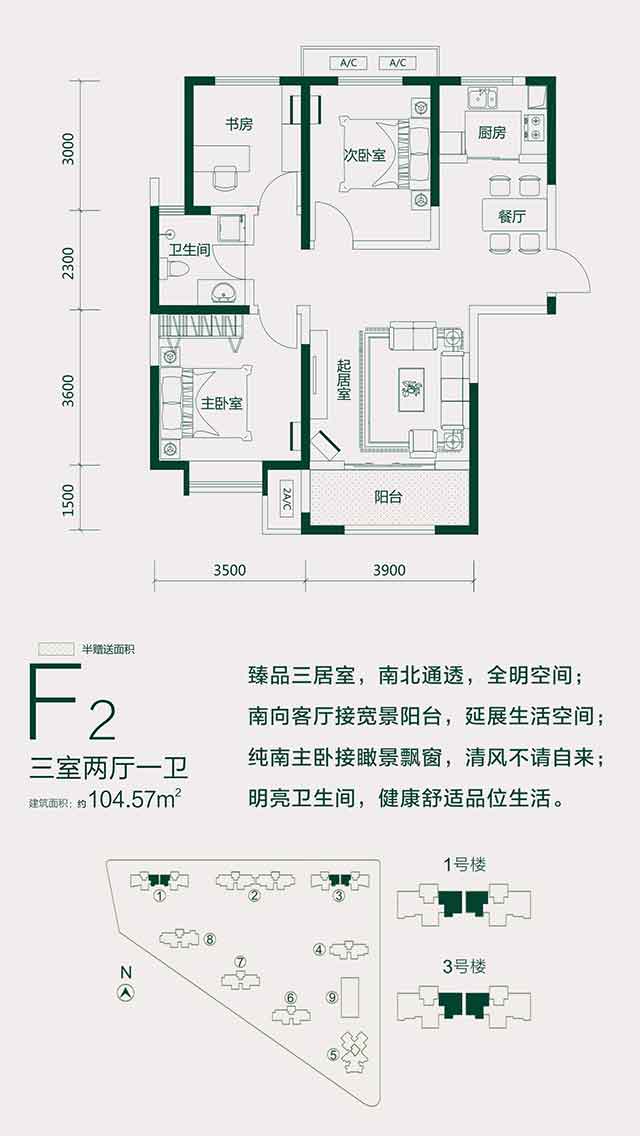 A/C A/C
3000
2300
3600
1500
书房
次卧室
厨房
餐厅
卫生间
主卧室
起居室
2A/C
阳台
3500 3900
半赠送面积
F2
三室两厅一卫
建筑面积：约104.57m²
臻品三居室，南北通透，全明空间；
南向客厅接宽景阳台，延展生活空间；
纯南主卧接瞰景飘窗，清风不请自来；
明亮卫生间，健康舒适品位生活。
① ② ③
⑧ ④
⑦
⑥ ⑨
⑤
N
1号楼
3号楼